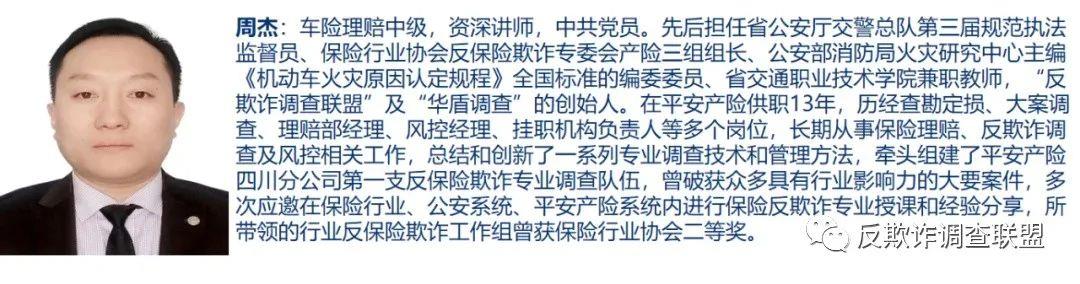 周杰：车险理赔中级，资深讲师，中共党员。先后担任省公安厅交警总队第三届规范执法
监督员、保险行业协会反保险欺诈专委会产险三组组长、公安部消防局火灾研究中心主编
《机动车火灾原因认定规程》全国标准的编委委员、省交通职业技术学院兼职教师，“反
欺诈调查联盟”及“华盾调查”的创始人。在平安产险供职13年，历经查勘定损、大案调
查、理赔部经理、风控经理、挂职机构负责人等多个岗位，长期从事保险理赔、反欺诈调
查及风控相关工作，总结和创新了一系列专业调查技术和管理方法，牵头组建了平安产险
四川分公司第一支反保险欺诈专业调查队伍，曾破获众多具有行业影响力的大要案件，多
次应邀在保险行业、公安系统、平安产险系统内进行保险反欺诈专业授课和经验分享，所
带领的行业反保险欺诈工作组曾获保险行业协会二等奖。
反欺诈调查联盟